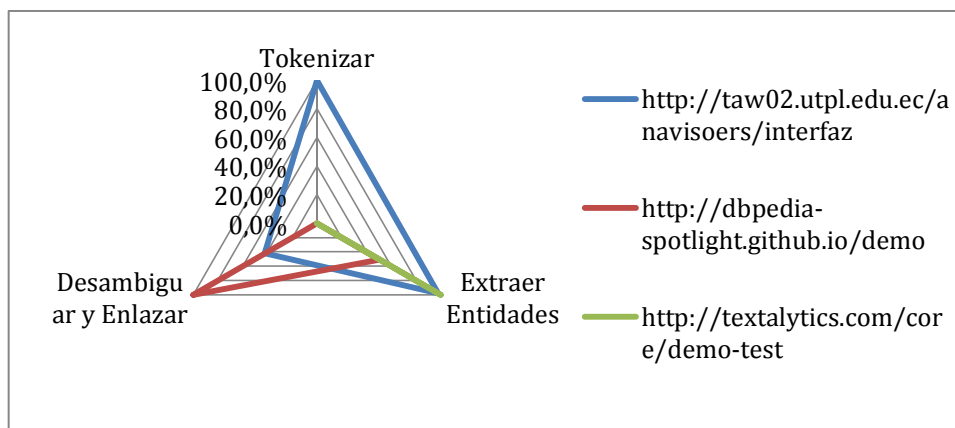 Tokenizar
100,0%
80,0%
60,0%
40,0%
20,0%
0,0%
Desambigu
ar y Enlazar
Extraer
Entidades
http://taw02.utpl.edu.ec/a
navisoers/interfaz
http://dbpedia-
spotlight.github.io/demo
http://textalytics.com/cor
e/demo-test